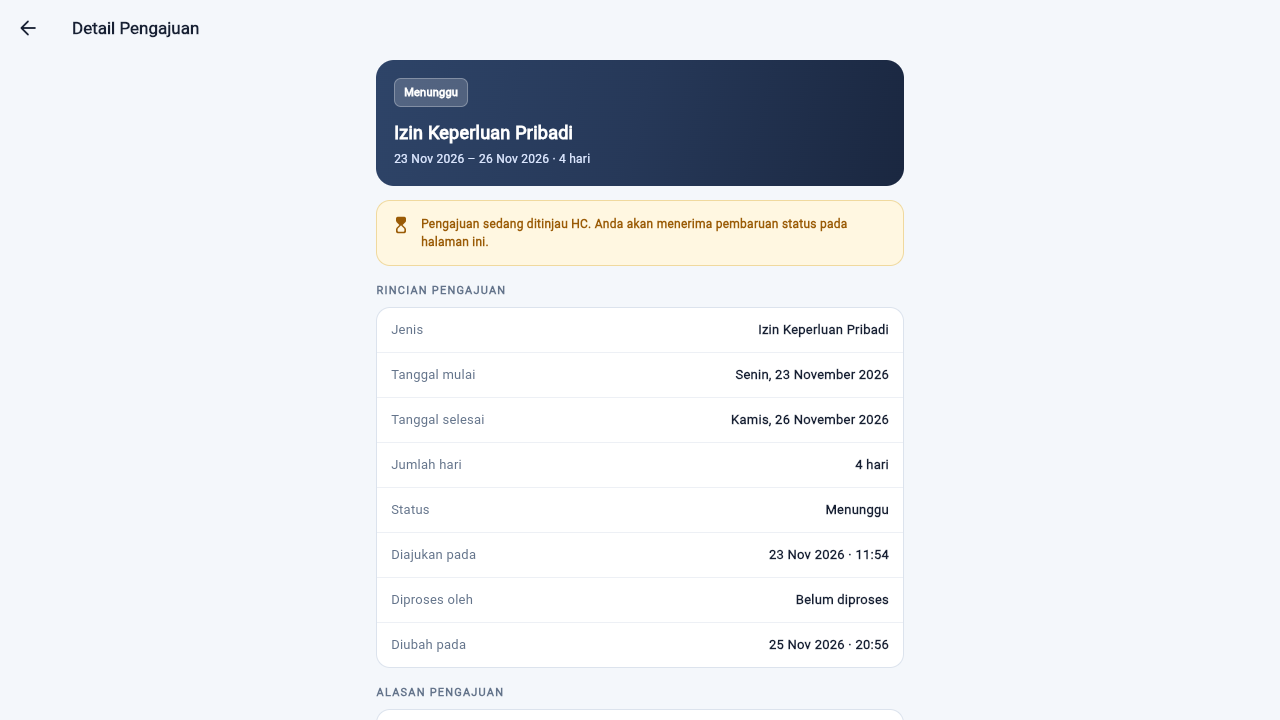 Detail Pengajuan
Menunggu
Izin Keperluan Pribadi
23 Nov 2026 – 26 Nov 2026 · 4 hari
Pengajuan sedang ditinjau HC. Anda akan menerima pembaruan status pada
halaman ini.
RINCIAN PENGAJUAN
Jenis Izin Keperluan Pribadi
Tanggal mulai Senin, 23 November 2026
Tanggal selesai Kamis, 26 November 2026
Jumlah hari 4 hari
Status Menunggu
Diajukan pada 23 Nov 2026 · 11:54
Diproses oleh Belum diproses
Diubah pada 25 Nov 2026 · 20:56
ALASAN PENGAJUAN